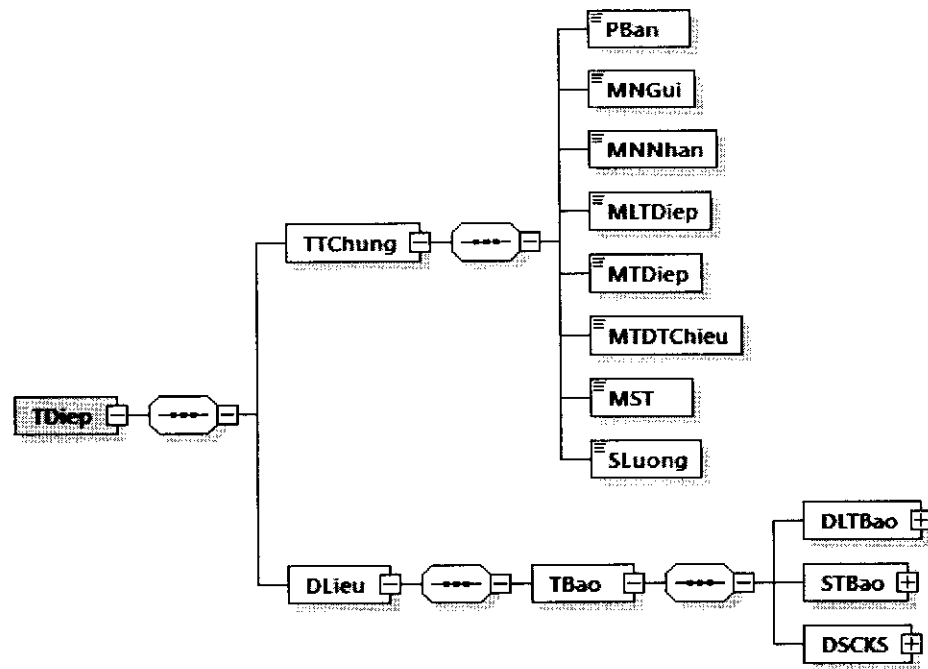 PBan
MNGui
MNNhan
MLTDiep
TTChung
MTDiep
MTDTChieu
TDiep
MST
SLuong
DLTBao
DLieu
TBao
STBao
DSCKS